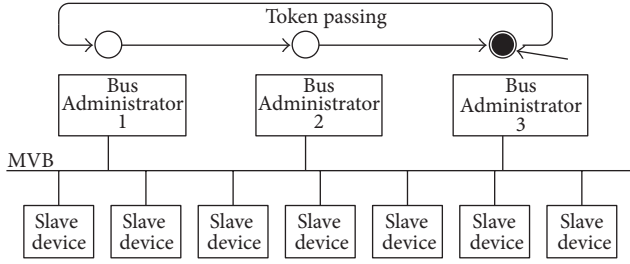 Token passing
Bus
Administrator
1
Bus
Administrator
2
Bus
Administrator
3
MVB
Slave
device
Slave
device
Slave
device
Slave
device
Slave
device
Slave
device
Slave
device